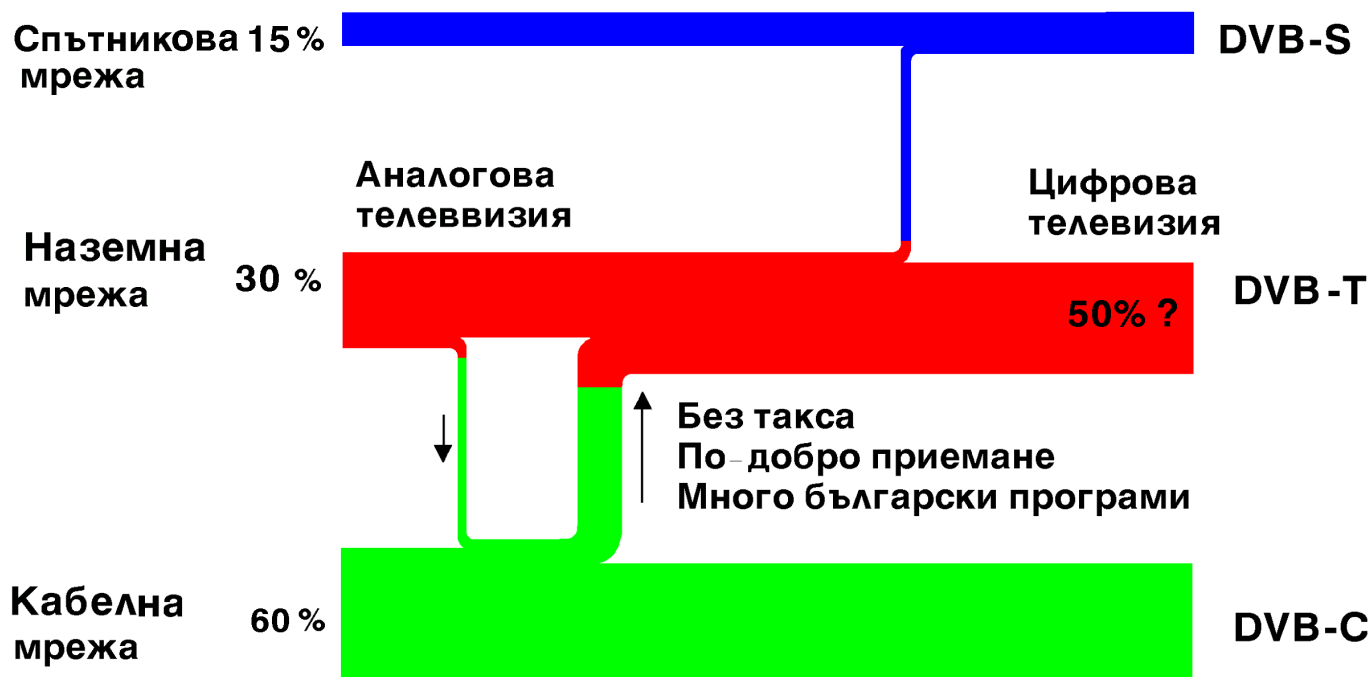 Спътникова 15 %
мрежа
DVB-S
Аналогова
телеввизия
Цифрова
телевизия
Наземна
мрежа
30 %
50% ?
DVB-T
Без такса
По-добро приемане
Много български програми
Кабелна
мрежа
60 %
DVB-C